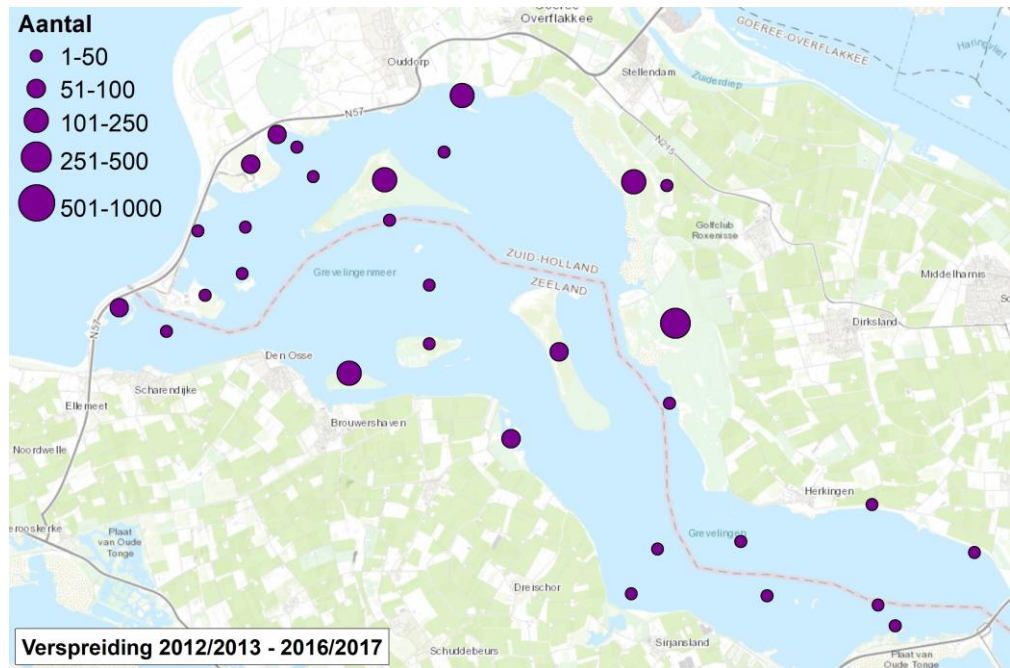 Aantal
1-50
51-100
101-250
251-500
501-1000
Goeree
Overflakkee
GOEREE-OVERFLAKKEE
Haringvliet
Ouddorp
Stellendam
Zuiderdiep
N57
N215
Golfclub
Roxenisse
ZUID-HOLLAND
ZEELAND
Middelharnis
Grevelingenmeer
Dirksland
N57
Den Osse
Scharendijke
Ellemeet
Brouwershaven
Noordwelle
Herkingen
erooskerke
Plaat
van Oude
Tonge
Grevelingen
Dreischor
Sirjansland
Schuddebeurs
Plaat van
Oude Tonge
Verspreiding 2012/2013 - 2016/2017